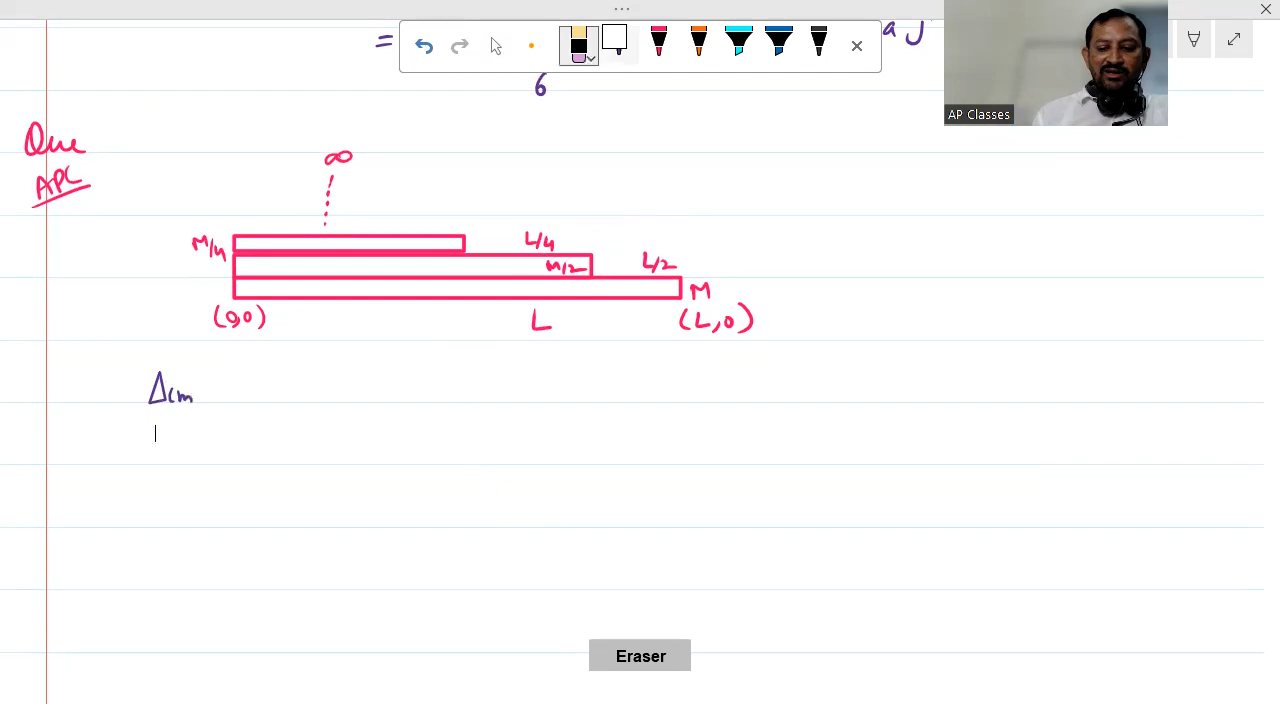 = a J
6
AP Classes
Que
APC
∞
M/4 L/4
M/2 L/2
M
(0,0) L (L,0)
Δcm
Eraser